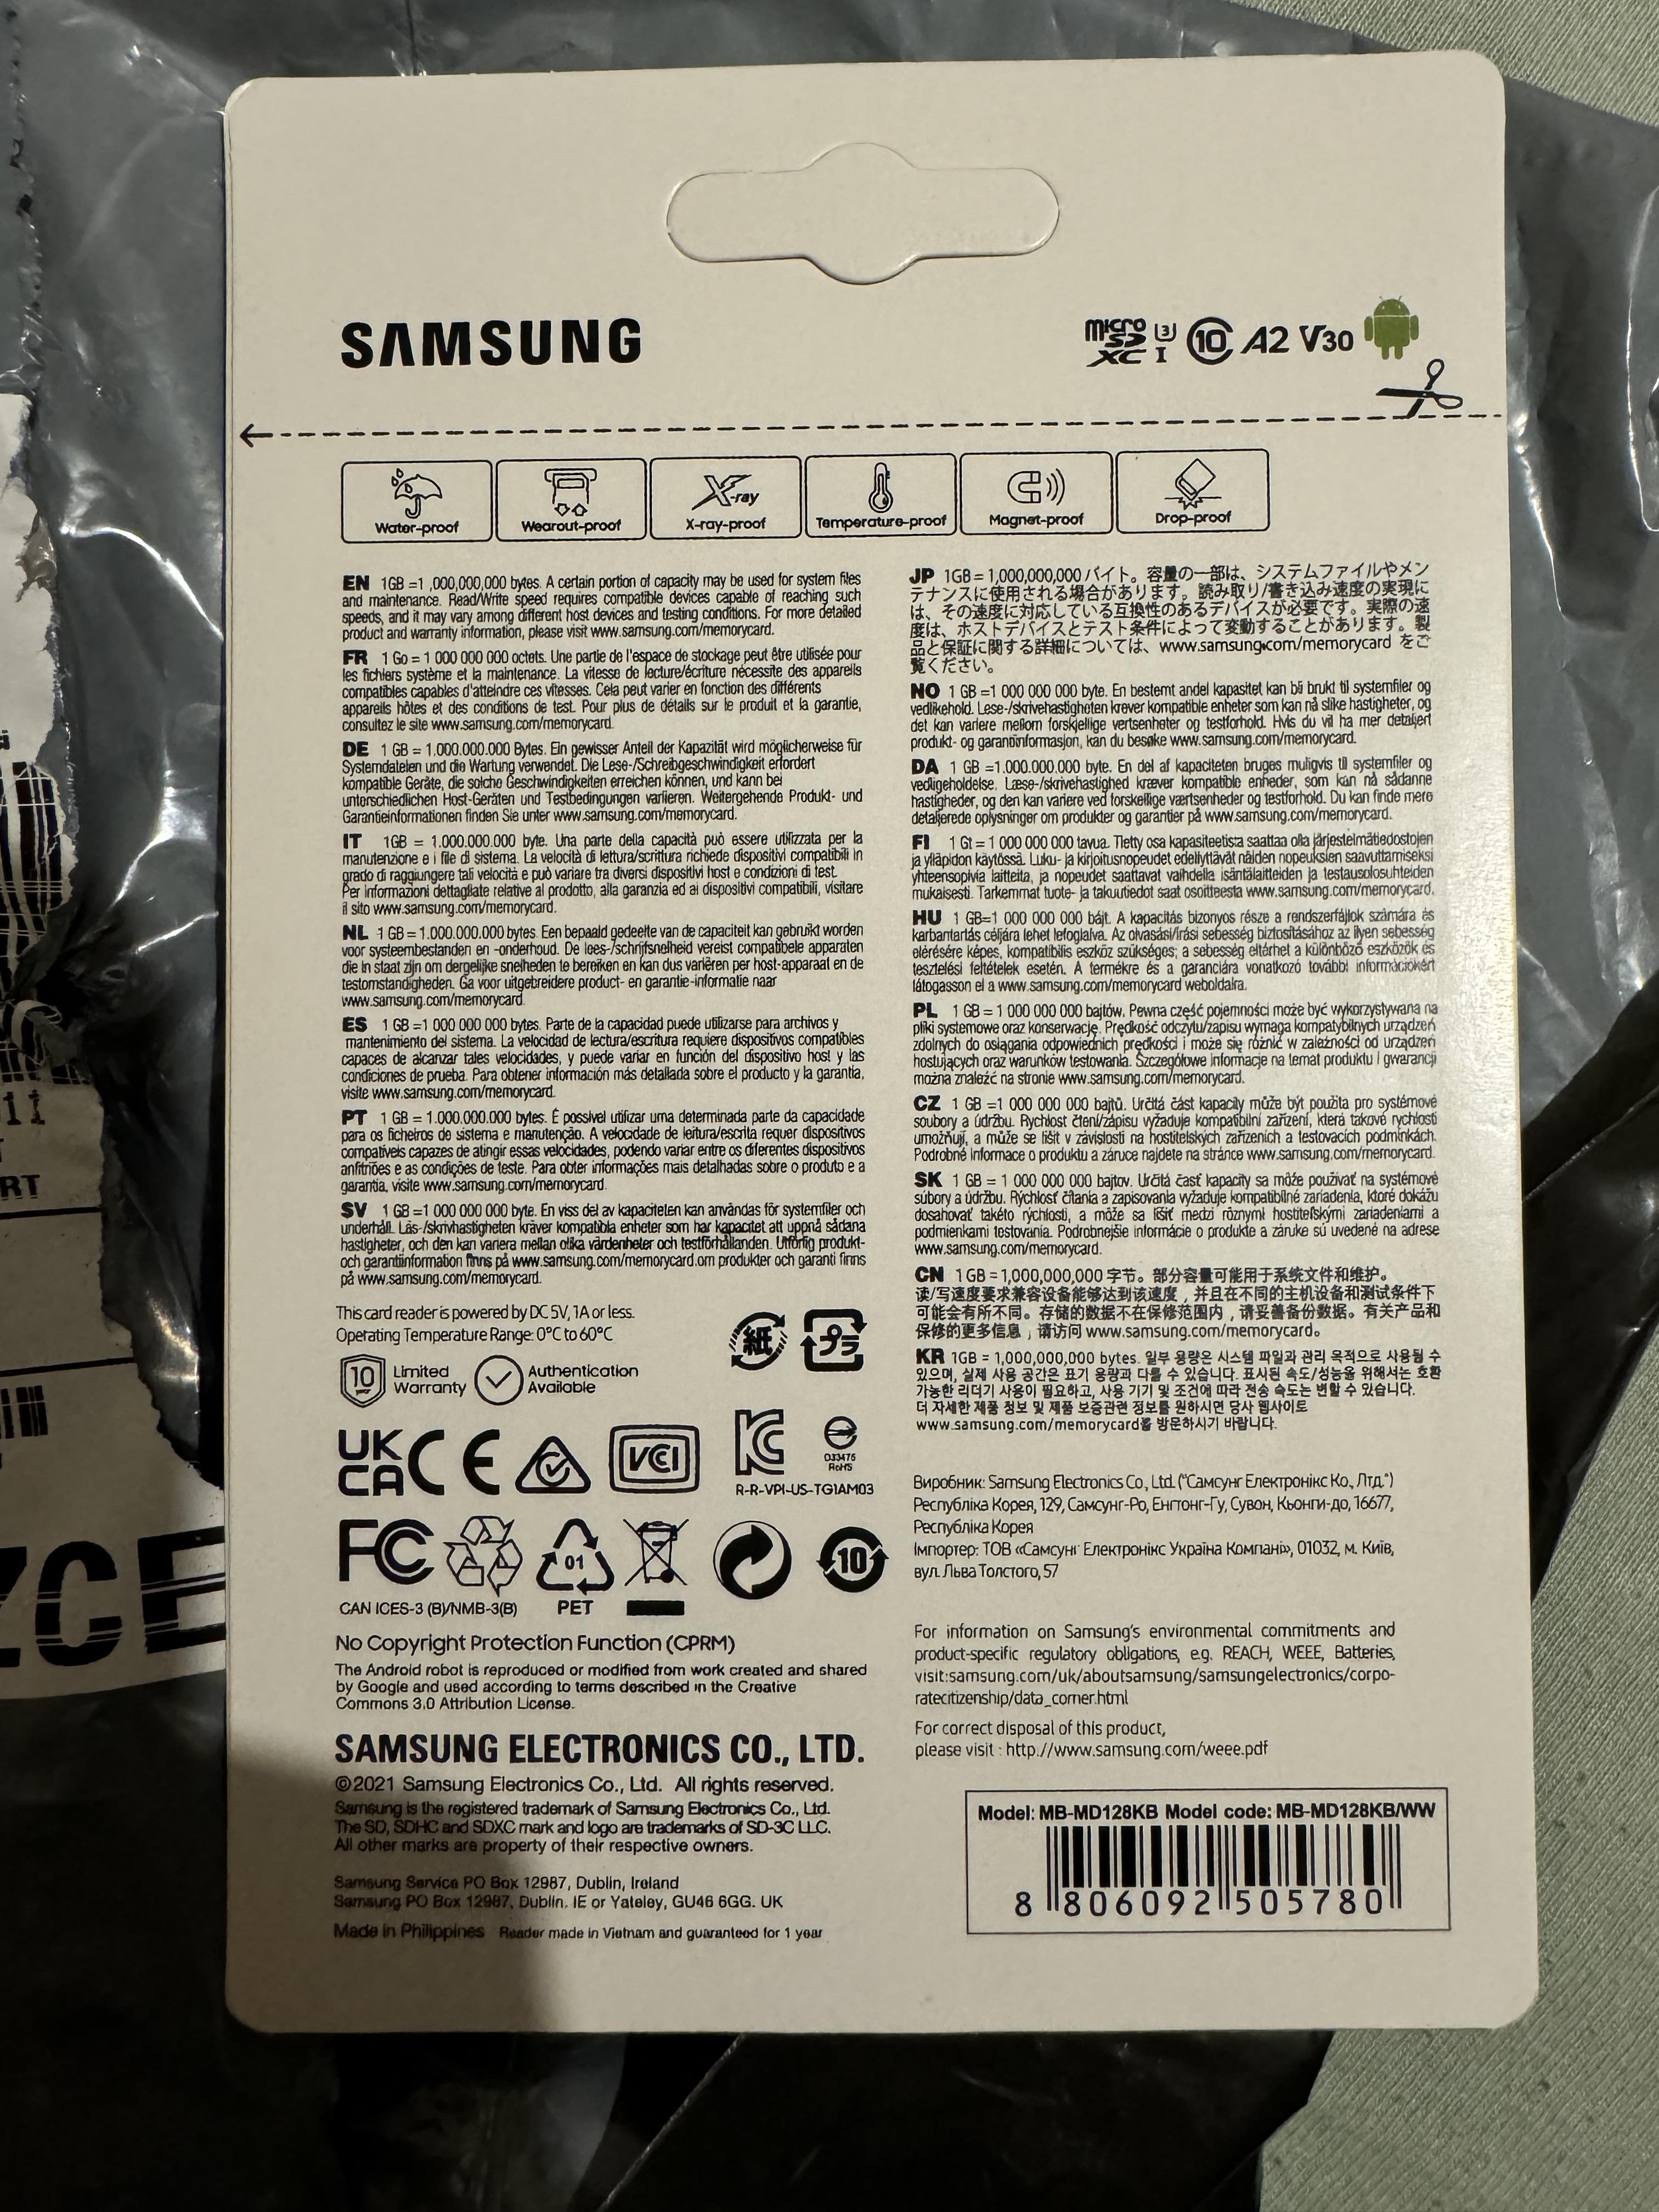 SAMSUNG
micro SD XC I U3 10 A2 V30
Water-proof
Wearout-proof
X-ray
X-ray-proof
Temperature-proof
Magnet-proof
Drop-proof
EN 1GB =1 ,000,000,000 bytes. A certain portion of capacity may be used for system files
and maintenance. Read/Write speed requires compatible devices capable of reaching such
speeds, and it may vary among different host devices and testing conditions. For more detailed
product and warranty information, please visit www.samsung.com/memorycard.
FR 1 Go = 1 000 000 000 octets. Une partie de l'espace de stockage peut être utilisée pour
les fichiers système et la maintenance. La vitesse de lecture/écriture nécessite des appareils
compatibles capables d'atteindre ces vitesses. Cela peut varier en fonction des différents
appareils hôtes et des conditions de test. Pour plus de détails sur le produit et la garantie,
consultez le site www.samsung.com/memorycard.
DE 1 GB = 1.000.000.000 Bytes. Ein gewisser Anteil der Kapazität wird möglicherweise für
Systemdateien und die Wartung verwendet. Die Lese-/Schreibgeschwindigkeit erfordert
kompatible Geräte, die solche Geschwindigkeiten erreichen können, und kann bei
unterschiedlichen Host-Geräten und Testbedingungen variieren. Weitergehende Produkt- und
Garantieinformationen finden Sie unter www.samsung.com/memorycard.
IT 1GB = 1.000.000.000 byte. Una parte della capacità può essere utilizzata per la
manutenzione e i file di sistema. La velocità di lettura/scrittura richiede dispositivi compatibili in
grado di raggiungere tali velocità e può variare tra diversi dispositivi host e condizioni di test.
Per informazioni dettagliate relative al prodotto, alla garanzia ed ai dispositivi compatibili, visitare
il sito www.samsung.com/memorycard.
NL 1 GB = 1.000.000.000 bytes. Een bepaald gedeelte van de capaciteit kan gebruikt worden
voor systeembestanden en -onderhoud. De lees-/schrijfsnelheid vereist compatibele apparaten
die in staat zijn om dergelijke snelheden te bereiken en kan dus variëren per host-apparaat en de
testomstandigheden. Ga voor uitgebreidere product- en garantie-informatie naar
www.samsung.com/memorycard.
ES 1 GB =1 000 000 000 bytes. Parte de la capacidad puede utilizarse para archivos y
mantenimiento del sistema. La velocidad de lectura/escritura requiere dispositivos compatibles
capaces de alcanzar tales velocidades, y puede variar en función del dispositivo host y las
condiciones de prueba. Para obtener información más detallada sobre el producto y la garantía,
visite www.samsung.com/memorycard.
PT 1 GB = 1.000.000.000 bytes. É possível utilizar uma determinada parte da capacidade
para os ficheiros de sistema e manutenção. A velocidade de leitura/escrita requer dispositivos
compatíveis capazes de atingir essas velocidades, podendo variar entre os diferentes dispositivos
anfitriões e as condições de teste. Para obter informações mais detalhadas sobre o produto e a
garantia, visite www.samsung.com/memorycard.
SV 1 GB =1 000 000 000 byte. En viss del av kapaciteten kan användas för systemfiler och
underhåll. Läs-/skrivhastigheten kräver kompatibla enheter som har kapacitet att uppnå sådana
hastigheter, och den kan variera mellan olika värdenheter och testförhållanden. Utförlig produkt-
och garantiinformation finns på www.samsung.com/memorycard.om produkter och garanti finns
på www.samsung.com/memorycard.
This card reader is powered by DC 5V, 1A or less.
Operating Temperature Range: 0°C to 60°C
紙
プラ
10 Limited Warranty
Authentication Available
UK CA CE VCCI KC
033476
RoHS
R-R-VPI-US-TG1AM03
FC 01 10
CAN ICES-3 (B)/NMB-3(B) PET
No Copyright Protection Function (CPRM)
The Android robot is reproduced or modified from work created and shared
by Google and used according to terms described in the Creative
Commons 3.0 Attribution License.
SAMSUNG ELECTRONICS CO., LTD.
©2021 Samsung Electronics Co., Ltd. All rights reserved.
Samsung is the registered trademark of Samsung Electronics Co., Ltd.
The SD, SDHC and SDXC mark and logo are trademarks of SD-3C LLC.
All other marks are property of their respective owners.
Samsung Service PO Box 12987, Dublin, Ireland
Samsung PO Box 12987, Dublin. IE or Yateley, GU46 6GG. UK
Made in Philippines Reader made in Vietnam and guaranteed for 1 year
JP 1GB = 1,000,000,000 バイト。容量の一部は、システムファイルやメン
テナンスに使用される場合があります。読み取り/書き込み速度の実現に
は、その速度に対応している互換性のあるデバイスが必要です。実際の速
度は、ホストデバイスとテスト条件によって変動することがあります。製
品と保証に関する詳細については、www.samsung.com/memorycard をご
覧ください。
NO 1 GB =1 000 000 000 byte. En bestemt andel kapasitet kan bli brukt til systemfiler og
vedlikehold. Lese-/skrivehastigheten krever kompatible enheter som kan nå slike hastigheter, og
det kan variere mellom forskjellige vertsenheter og testforhold. Hvis du vil ha mer detaljert
produkt- og garantiinformasjon, kan du besøke www.samsung.com/memorycard.
DA 1 GB =1.000.000.000 byte. En del af kapaciteten bruges muligvis til systemfiler og
vedligeholdelse. Læse-/skrivehastighed kræver kompatible enheder, som kan nå sådanne
hastigheder, og den kan variere ved forskellige værtsenheder og testforhold. Du kan finde mere
detaljerede oplysninger om produkter og garantier på www.samsung.com/memorycard.
FI 1 Gt = 1 000 000 000 tavua. Tietty osa kapasiteetista saattaa olla järjestelmätiedostojen
ja ylläpidon käytössä. Luku- ja kirjoitusnopeudet edellyttävät näiden nopeuksien saavuttamiseksi
yhteensopivia laitteita, ja nopeudet saattavat vaihdella isäntälaitteiden ja testausolosuhteiden
mukaisesti. Tarkemmat tuote- ja takuutiedot saat osoitteesta www.samsung.com/memorycard.
HU 1 GB=1 000 000 000 bájt. A kapacitás bizonyos része a rendszerfájlok számára és
karbantartás céljára lehet lefoglalva. Az olvasási/írási sebesség biztosításához az ilyen sebesség
elérésére képes, kompatibilis eszköz szükséges; a sebesség eltérhet a különböző eszközök és
tesztelési feltételek esetén. A termékre és a garanciára vonatkozó további információkért
látogasson el a www.samsung.com/memorycard weboldalra.
PL 1 GB = 1 000 000 000 bajtów. Pewna część pojemności może być wykorzystywana na
pliki systemowe oraz konserwację. Prędkość odczytu/zapisu wymaga kompatybilnych urządzeń
zdolnych do osiągania odpowiednich prędkości i może się różnić w zależności od urządzeń
hostujących oraz warunków testowania. Szczegółowe informacje na temat produktu i gwarancji
można znaleźć na stronie www.samsung.com/memorycard.
CZ 1 GB =1 000 000 000 bajtů. Určitá část kapacity může být použita pro systémové
soubory a údržbu. Rychlost čtení/zápisu vyžaduje kompatibilní zařízení, která takové rychlosti
umožňují, a může se lišit v závislosti na hostitelských zařízeních a testovacích podmínkách.
Podrobné informace o produktu a záruce najdete na stránce www.samsung.com/memorycard.
SK 1 GB = 1 000 000 000 bajtov. Určitá časť kapacity sa môže používať na systémové
súbory a údržbu. Rýchlosť čítania a zapisovania vyžaduje kompatibilné zariadenia, ktoré dokážu
dosahovať takéto rýchlosti, a môže sa líšiť medzi rôznymi hostiteľskými zariadeniami a
podmienkami testovania. Podrobnejšie informácie o produkte a záruke sú uvedené na adrese
www.samsung.com/memorycard.
CN 1 GB =1,000,000,000 字节。部分容量可能用于系统文件和维护。
读/写速度要求兼容设备能够达到该速度，并且在不同的主机设备和测试条件下
可能会有所不同。存储的数据不在保修范围内，请妥善备份数据。有关产品和
保修的更多信息，请访问 www.samsung.com/memorycard。
KR 1GB = 1,000,000,000 bytes. 일부 용량은 시스템 파일과 관리 목적으로 사용될 수
있으며, 실제 사용 공간은 표기 용량과 다를 수 있습니다. 표시된 속도/성능을 위해서는 호환
가능한 리더기 사용이 필요하고, 사용 기기 및 조건에 따라 전송 속도는 변할 수 있습니다.
더 자세한 제품 정보 및 제품 보증관련 정보를 원하시면 당사 웹사이트
www.samsung.com/memorycard를 방문하시기 바랍니다.
Виробник: Samsung Electronics Co., Ltd. ("Самсунг Електронікс Ко., Лтд.")
Республіка Корея, 129, Самсунг-Ро, Енгтонг-Гу, Сувон, Кьонги-до, 16677,
Республіка Корея
Імпортер: ТОВ «Самсунг Електронікс Україна Компані», 01032, м. Київ,
вул. Льва Толстого, 57
For information on Samsung's environmental commitments and
product-specific regulatory obligations, e.g. REACH, WEEE, Batteries,
visit:samsung.com/uk/aboutsamsung/samsungelectronics/corpo-
ratecitizenship/data_corner.html
For correct disposal of this product,
please visit : http://www.samsung.com/weee.pdf
Model: MB-MD128KB Model code: MB-MD128KB/WW
8 806092 505780
11
RT
ZCE